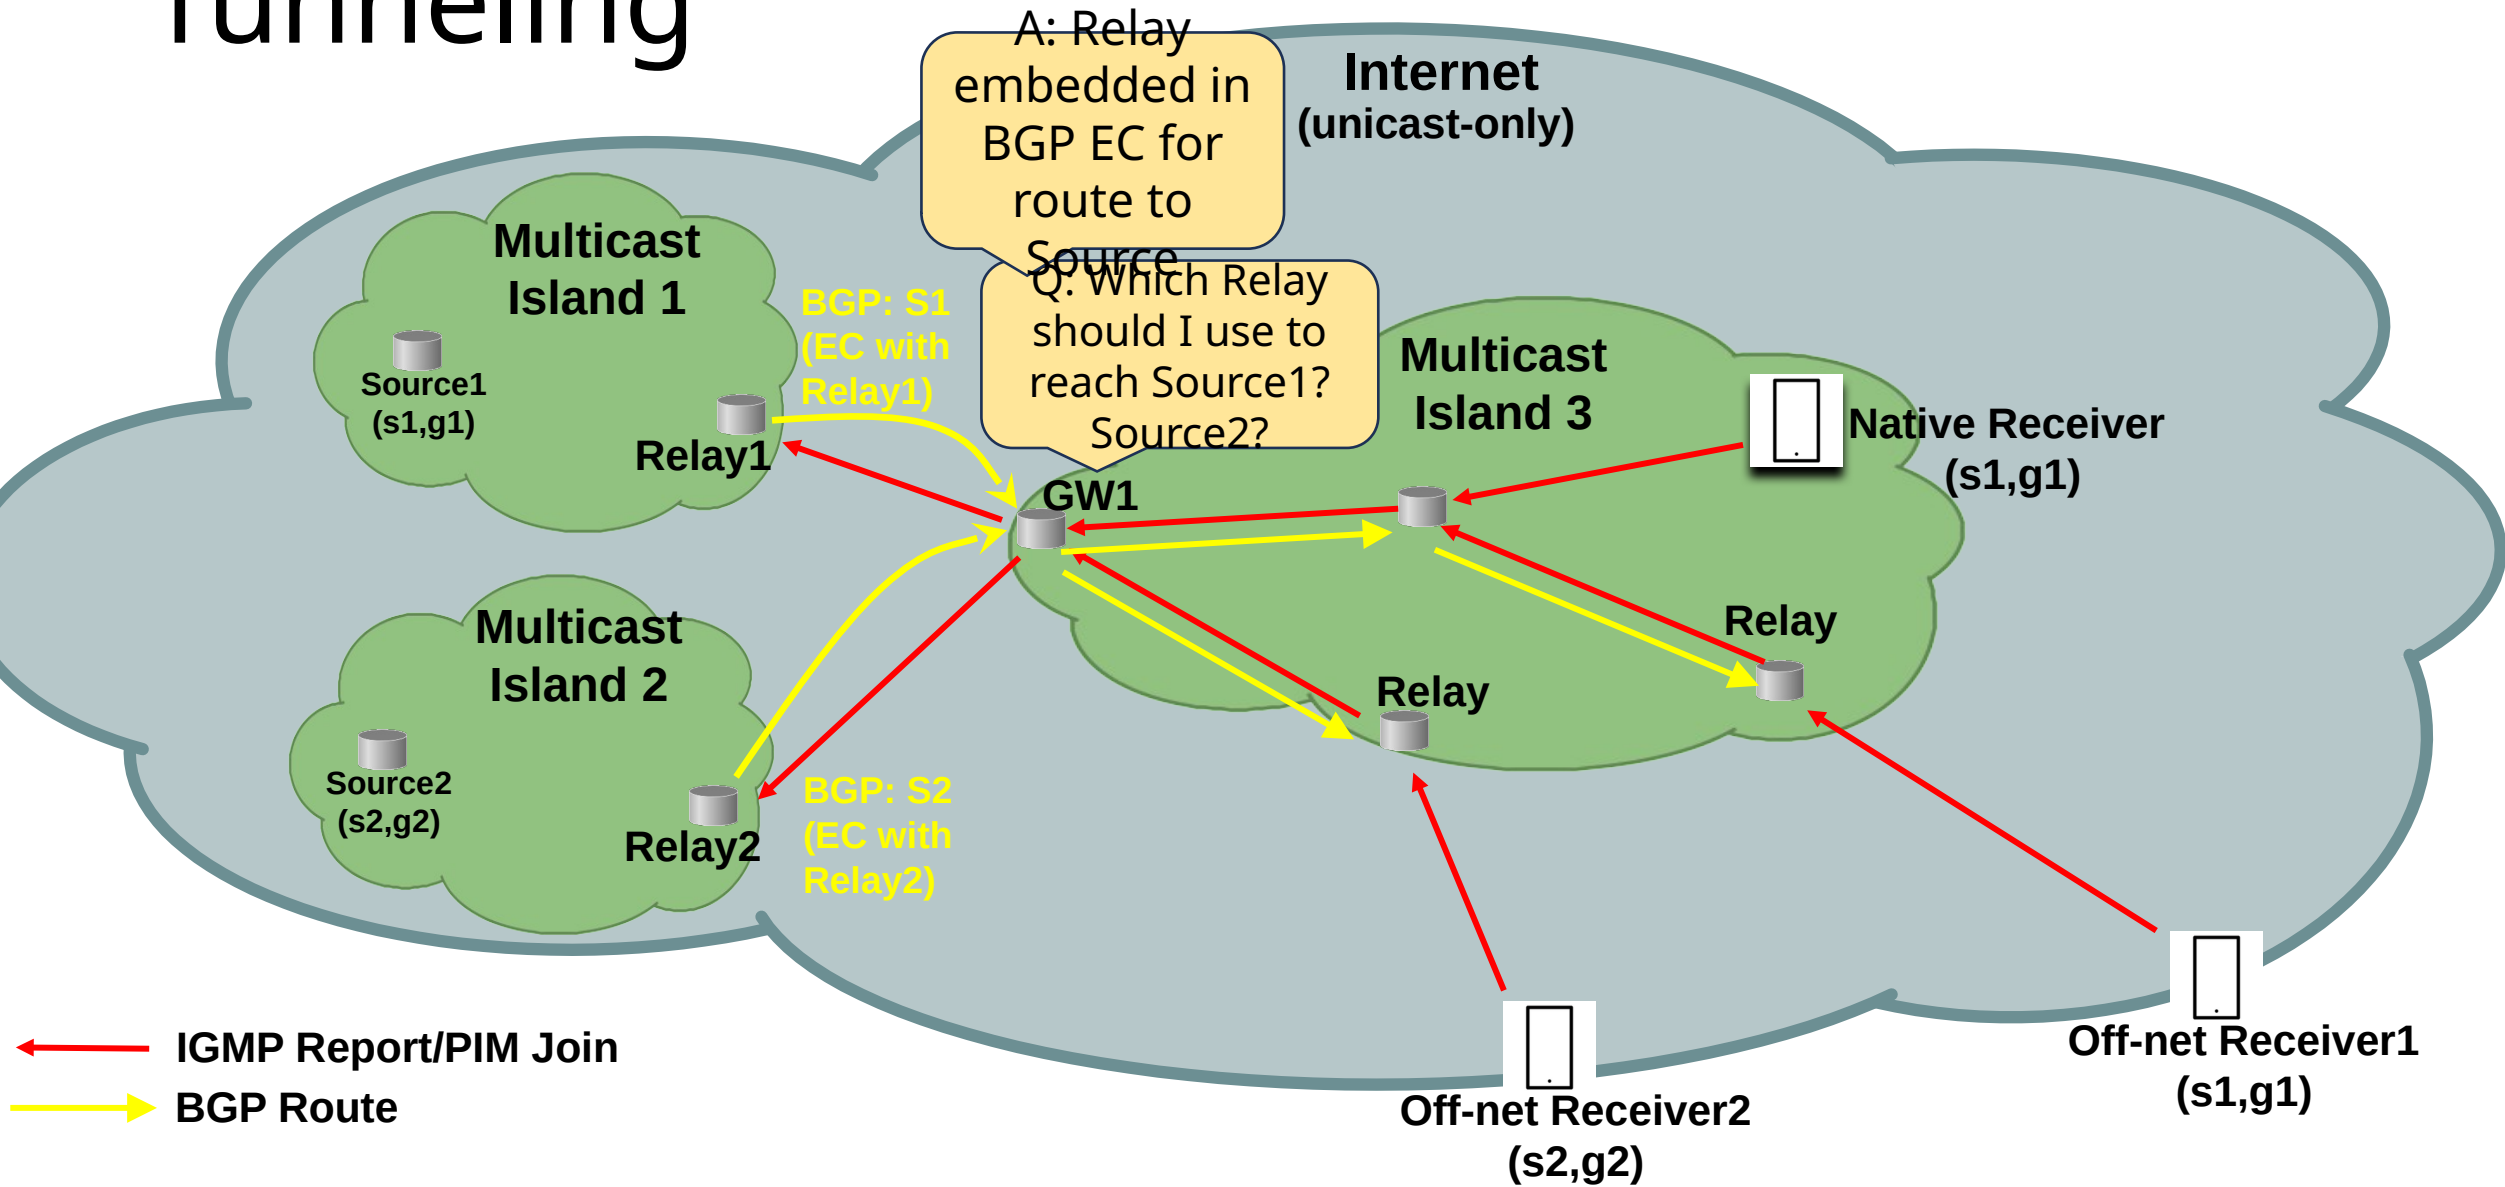 Tunneling
A: Relay
embedded in
BGP EC for
route to
Source
Internet
(unicast-only)
Q: Which Relay
should I use to
reach Source1?
Source2?
Multicast
Island 1
Source1
(s1,g1)
Relay1
BGP: S1
(EC with
Relay1)
Multicast
Island 3
Native Receiver
(s1,g1)
GW1
Multicast
Island 2
Source2
(s2,g2)
Relay2
BGP: S2
(EC with
Relay2)
Relay
Relay
IGMP Report/PIM Join
BGP Route
Off-net Receiver1
(s1,g1)
Off-net Receiver2
(s2,g2)